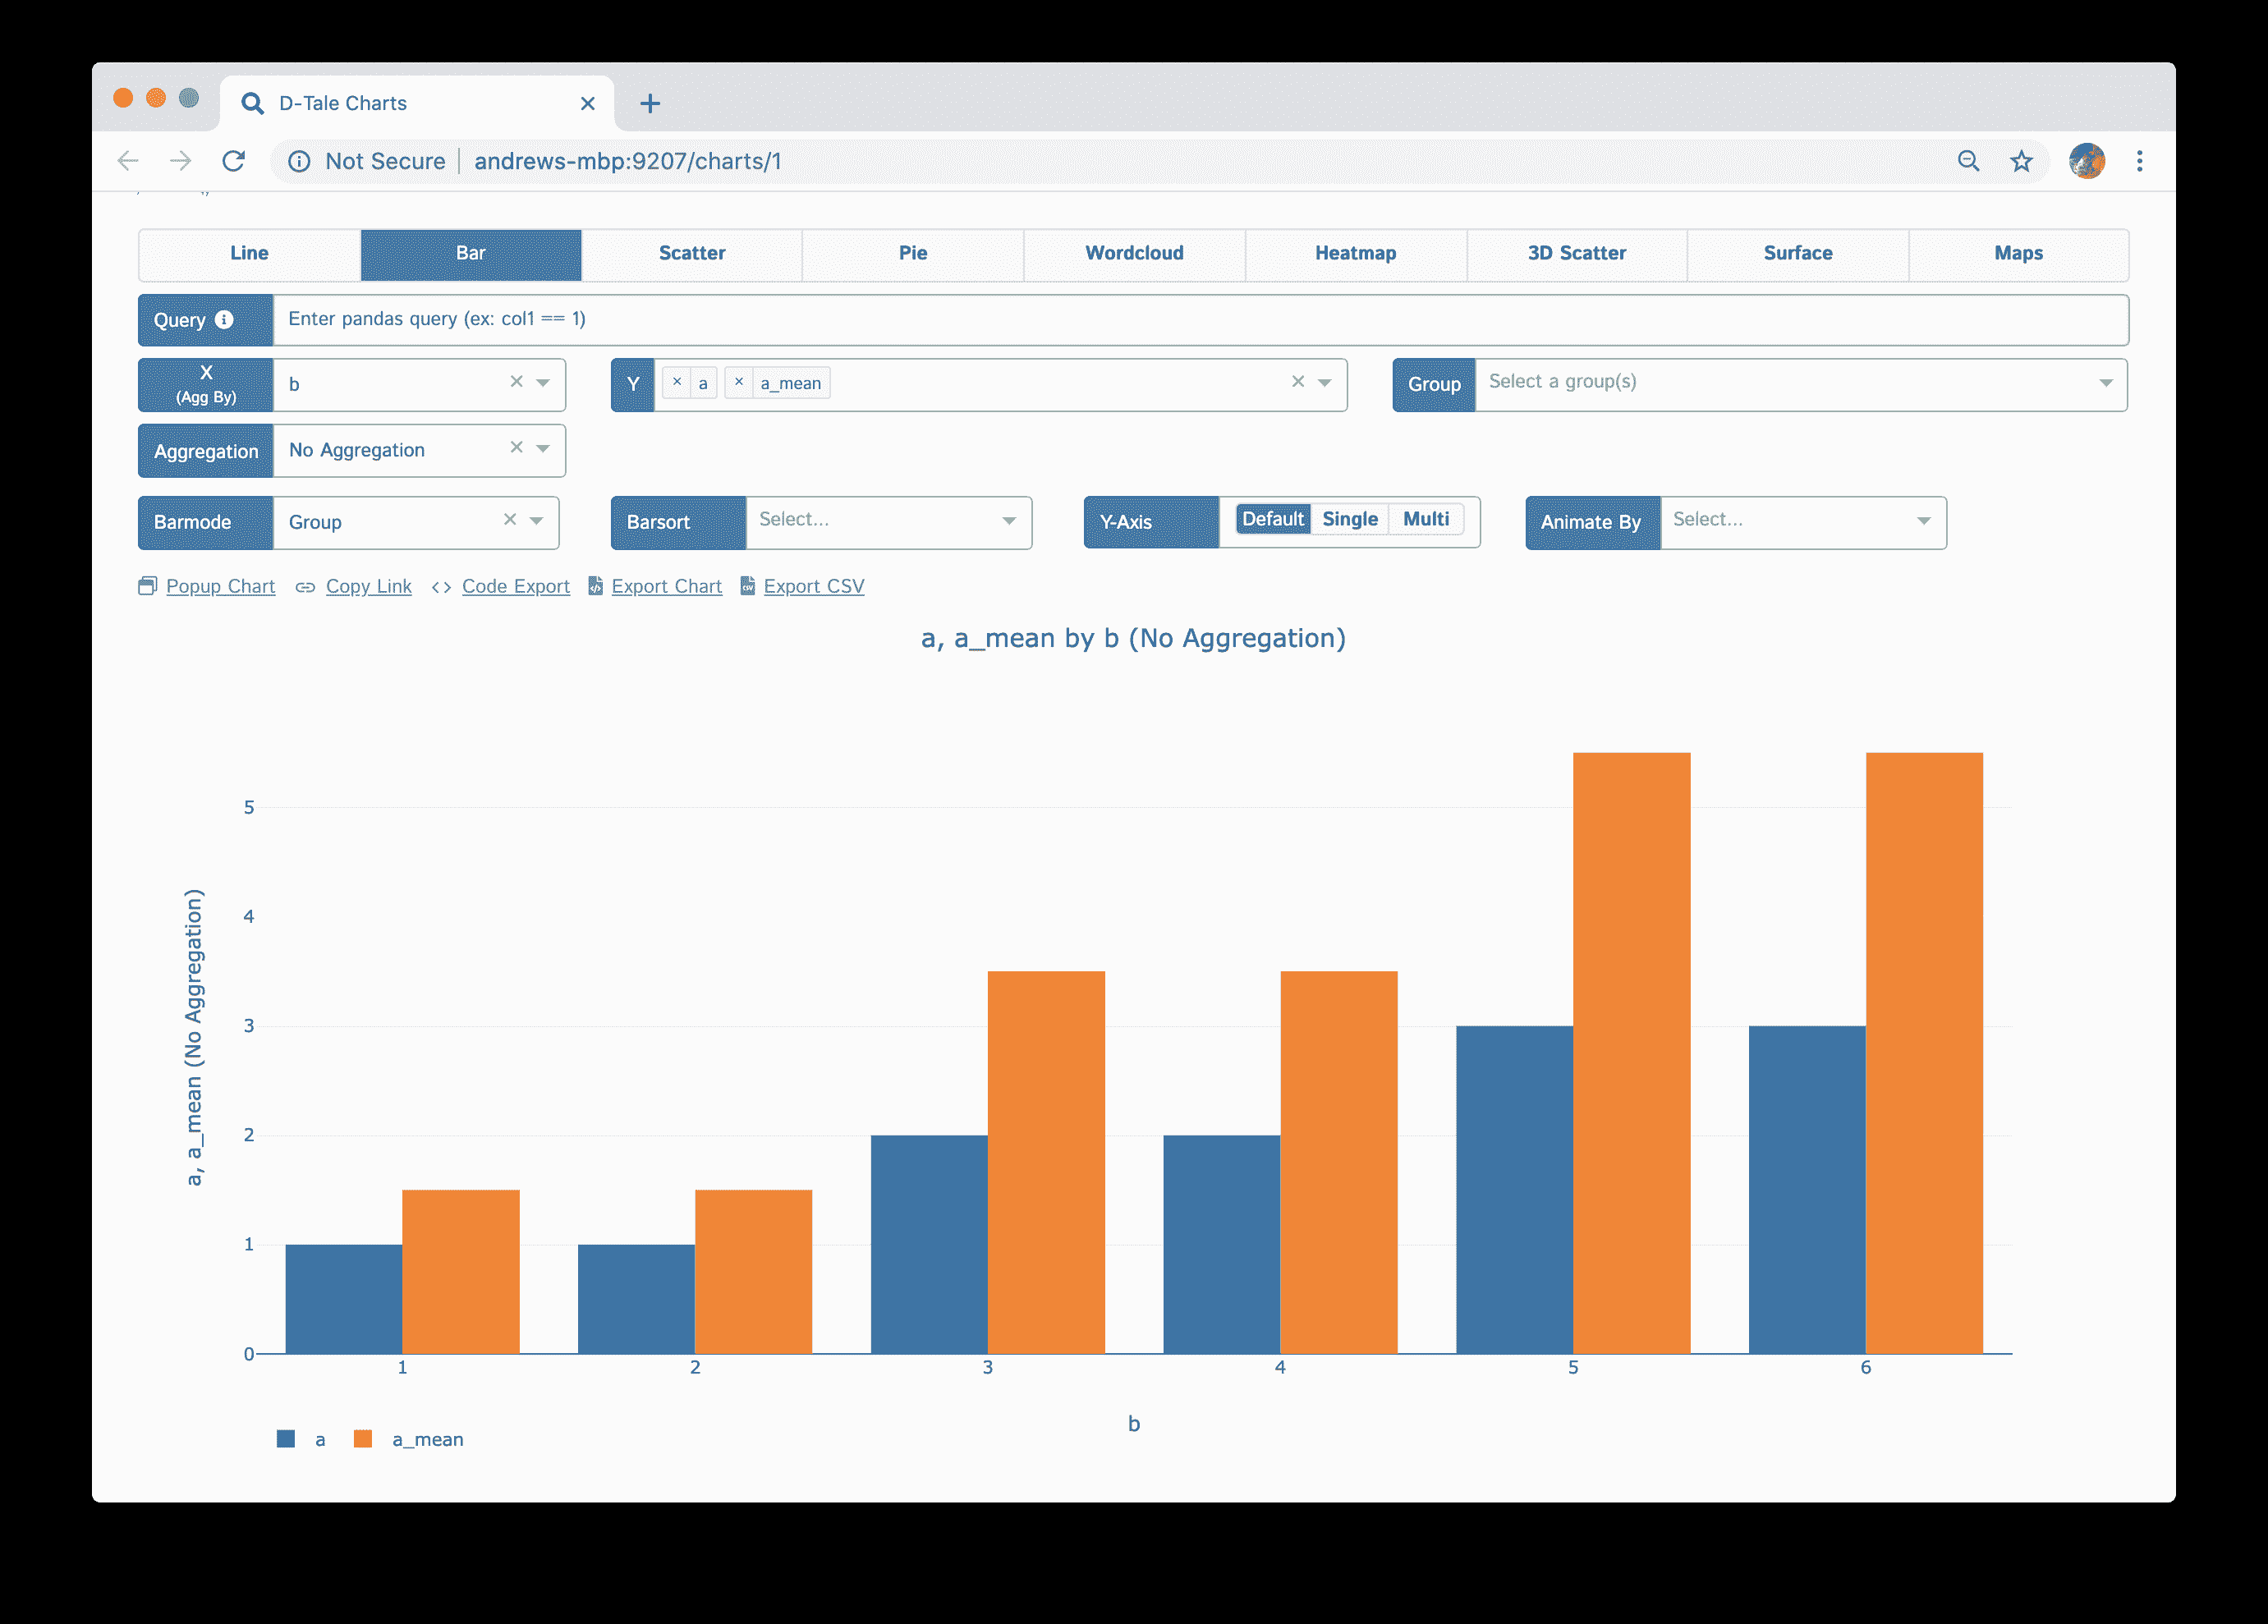 D-Tale Charts
Not Secure andrews-mbp:9207/charts/1
Line Bar Scatter Pie Wordcloud Heatmap 3D Scatter Surface Maps
Query Enter pandas query (ex: col1 == 1)
X (Agg By) b Y × a × a_mean Group Select a group(s)
Aggregation No Aggregation
Barmode Group Barsort Select... Y-Axis Default Single Multi Animate By Select...
Popup Chart Copy Link Code Export Export Chart Export CSV
a, a_mean by b (No Aggregation)
a, a_mean (No Aggregation)
5
4
3
2
1
0
1 2 3 4 5 6
b
a a_mean